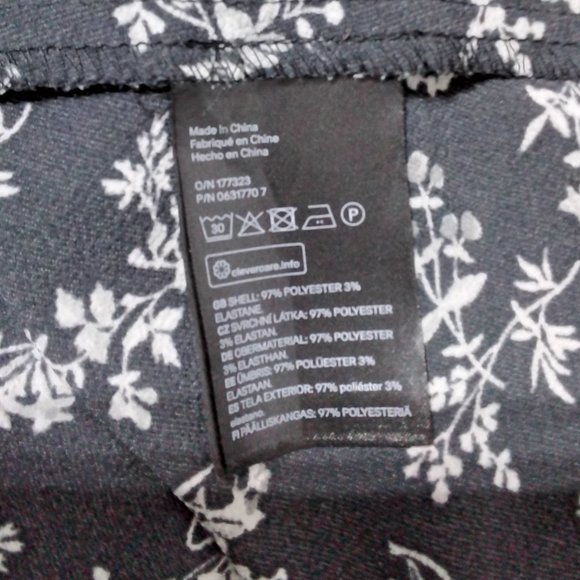 Made in China
Fabriqué en Chine
Hecho en China
O/N 177323
P/N 0631770 7
30
P
clevercare.info
GB SHELL: 97% POLYESTER 3%
ELASTANE.
CZ SVRCHNÍ LÁTKA: 97% POLYESTER
3% ELASTAN.
DE OBERMATERIAL: 97% POLYESTER
3% ELASTHAN.
EE ÜMBRIS: 97% POLÜESTER 3%
ELASTAAN.
ES TELA EXTERIOR: 97% poliéster 3%
elastano.
FI PÄÄLLISKANGAS: 97% POLYESTERIÄ